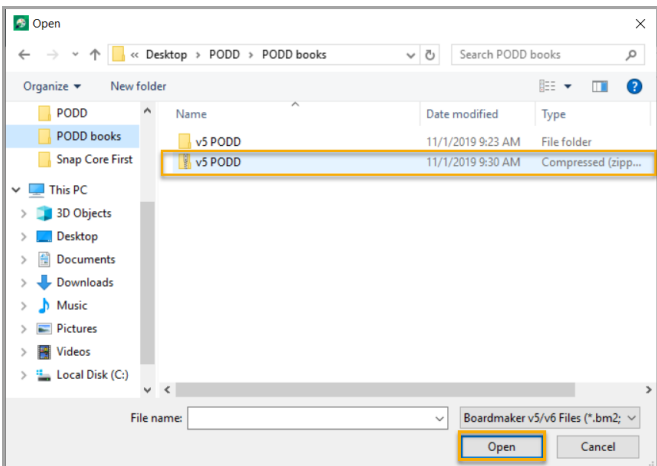 Open
« Desktop > PODD > PODD books
Search PODD books
Organize
New folder
Name
Date modified
Type
PODD
PODD books
Snap Core First
This PC
3D Objects
Desktop
Documents
Downloads
Music
Pictures
Videos
Local Disk (C:)
v5 PODD 11/1/2019 9:23 AM File folder
v5 PODD 11/1/2019 9:30 AM Compressed (zipp...
File name:
Boardmaker v5/v6 Files (*.bm2;
Open
Cancel